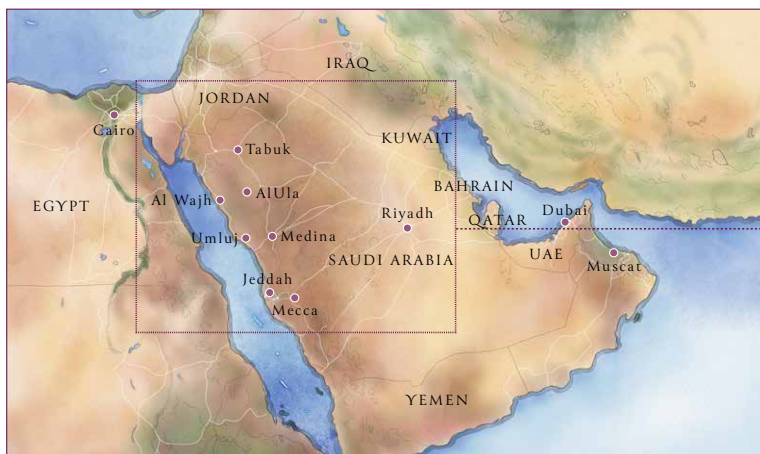 IRAQ
JORDAN
Cairo
KUWAIT
Tabuk
BAHRAIN
AlUla
Al Wajh
EGYPT
Riyadh
QATAR
Dubai
Umluj
Medina
SAUDI ARABIA
UAE
Muscat
Jeddah
Mecca
YEMEN